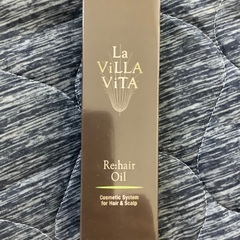 La
ViLLA
ViTA
Re:hair
Oil
Cosmetic System
for Hair & Scalp